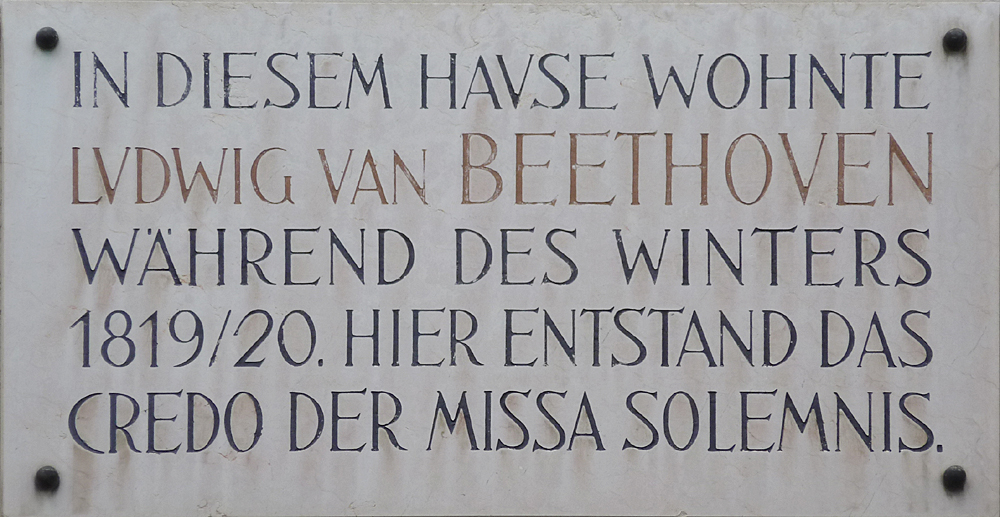 IN DIESEM HAVSE WOHNTE
LVDWIG VAN BEETHOVEN
WÄHREND DES WINTERS
1819/20. HIER ENTSTAND DAS
CREDO DER MISSA SOLEMNIS.